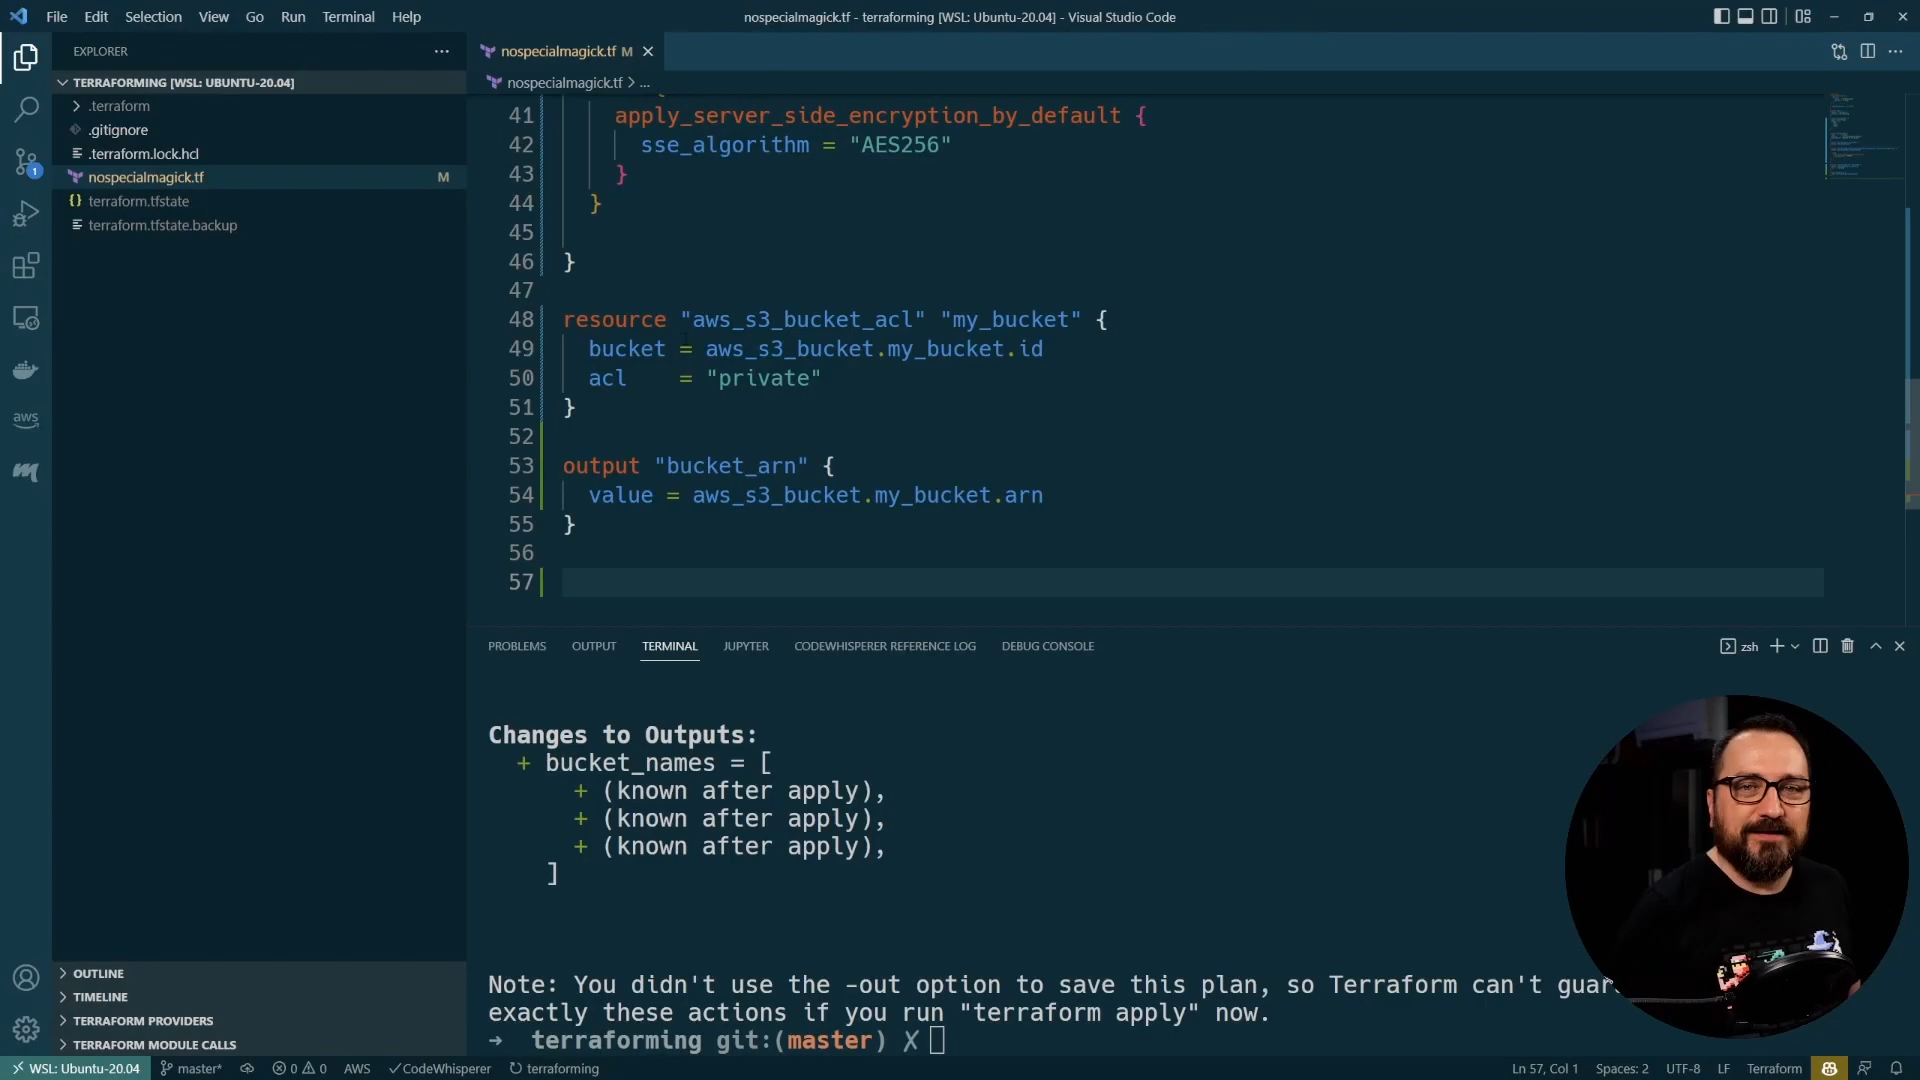 File Edit Selection View Go Run Terminal Help
nospecialmagick.tf - terraforming [WSL: Ubuntu-20.04] - Visual Studio Code
EXPLORER
TERRAFORMING [WSL: UBUNTU-20.04]
.terraform
.gitignore
.terraform.lock.hcl
nospecialmagick.tf M
terraform.tfstate
terraform.tfstate.backup
1
aws
OUTLINE
TIMELINE
TERRAFORM PROVIDERS
TERRAFORM MODULE CALLS
nospecialmagick.tf M
nospecialmagick.tf > ...
41 apply_server_side_encryption_by_default {
42 sse_algorithm = "AES256"
43 }
44 }
45
46 }
47
48 resource "aws_s3_bucket_acl" "my_bucket" {
49 bucket = aws_s3_bucket.my_bucket.id
50 acl = "private"
51 }
52
53 output "bucket_arn" {
54 value = aws_s3_bucket.my_bucket.arn
55 }
56
57
PROBLEMS OUTPUT TERMINAL JUPYTER CODEWHISPERER REFERENCE LOG DEBUG CONSOLE
zsh
Changes to Outputs:
+ bucket_names = [
+ (known after apply),
+ (known after apply),
+ (known after apply),
]
Note: You didn't use the -out option to save this plan, so Terraform can't
exactly these actions if you run "terraform apply" now.
→ terraforming git:(master) ✗
WSL: Ubuntu-20.04 master* 0 0 AWS ✓CodeWhisperer terraforming
Ln 57, Col 1 Spaces: 2 UTF-8 LF Terraform